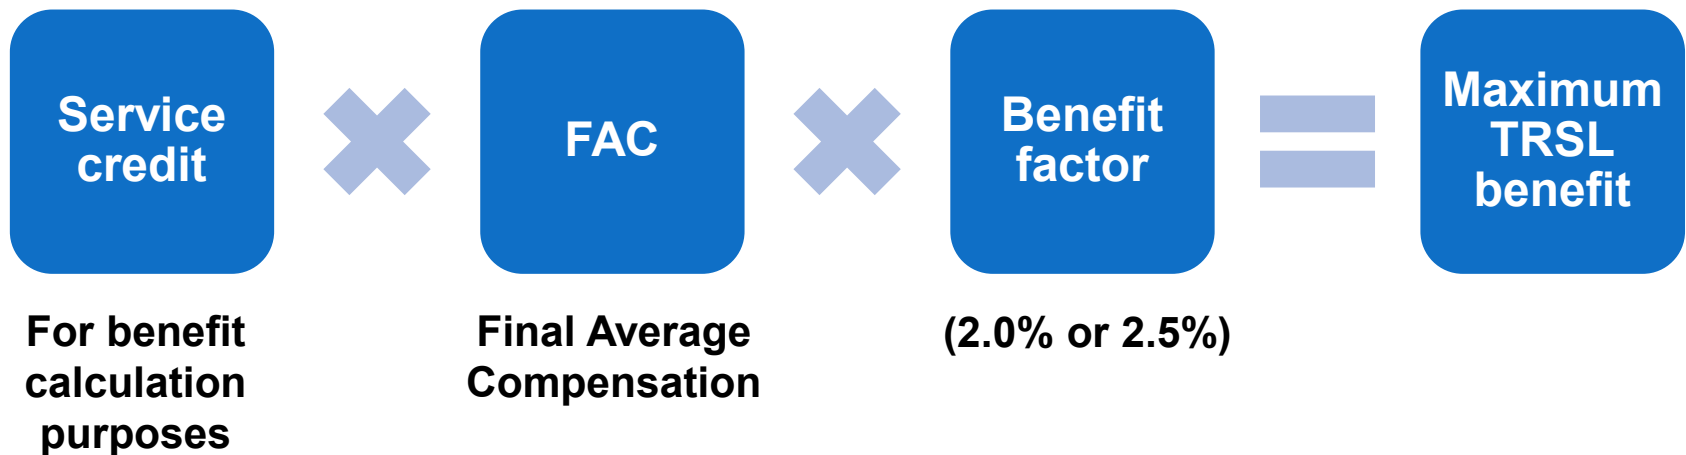 Service
credit
FAC
Benefit
factor
Maximum
TRSL
benefit
For benefit
calculation
purposes
Final Average
Compensation
(2.0% or 2.5%)